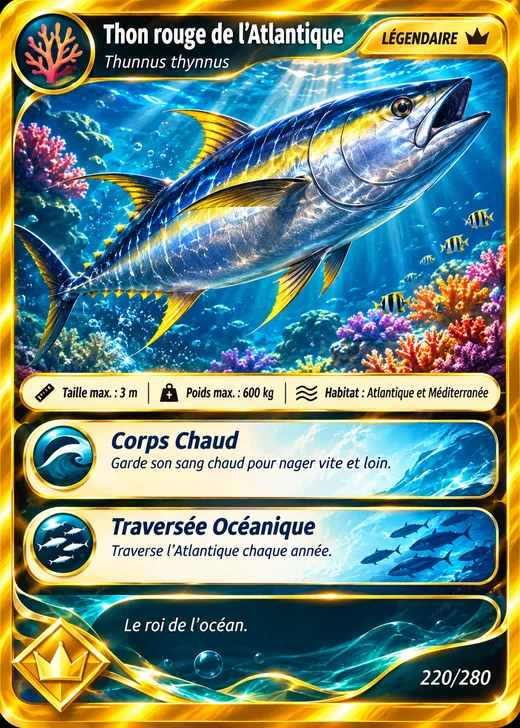 Thon rouge de l'Atlantique
LÉGENDAIRE
Thunnus thynnus
Taille max. : 3 m
Poids max. : 600 kg
Habitat : Atlantique et Méditerranée
Corps Chaud
Garde son sang chaud pour nager vite et loin.
Traversée Océanique
Traverse l'Atlantique chaque année.
Le roi de l'océan.
220/280